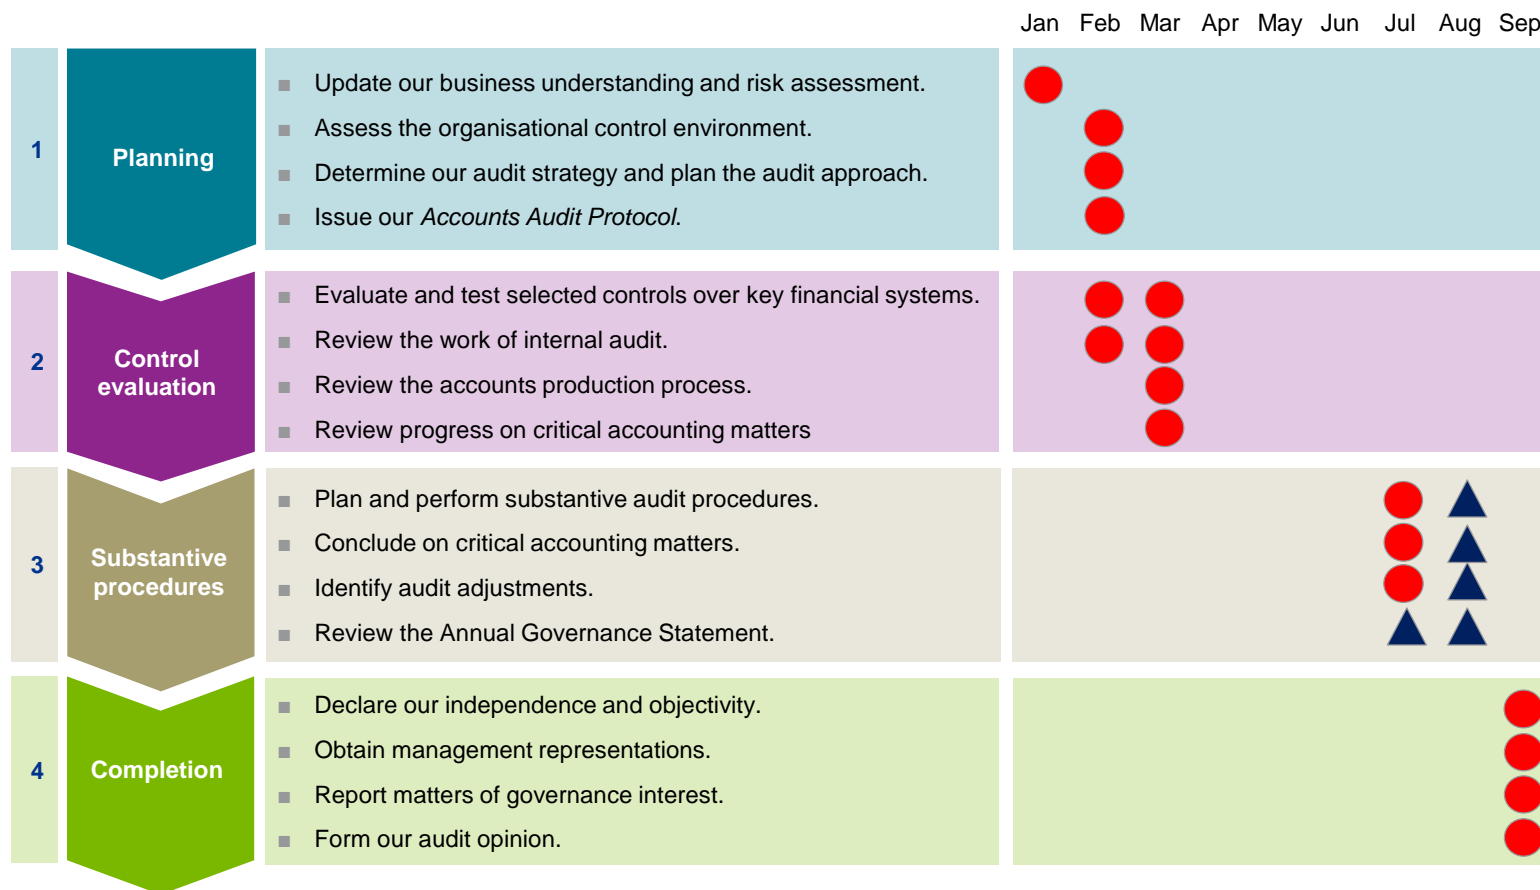 Jan Feb Mar Apr May Jun Jul Aug Sep
1
Planning
Update our business understanding and risk assessment.
Assess the organisational control environment.
Determine our audit strategy and plan the audit approach.
Issue our Accounts Audit Protocol.
2
Control
evaluation
Evaluate and test selected controls over key financial systems.
Review the work of internal audit.
Review the accounts production process.
Review progress on critical accounting matters
3
Substantive
procedures
Plan and perform substantive audit procedures.
Conclude on critical accounting matters.
Identify audit adjustments.
Review the Annual Governance Statement.
4
Completion
Declare our independence and objectivity.
Obtain management representations.
Report matters of governance interest.
Form our audit opinion.